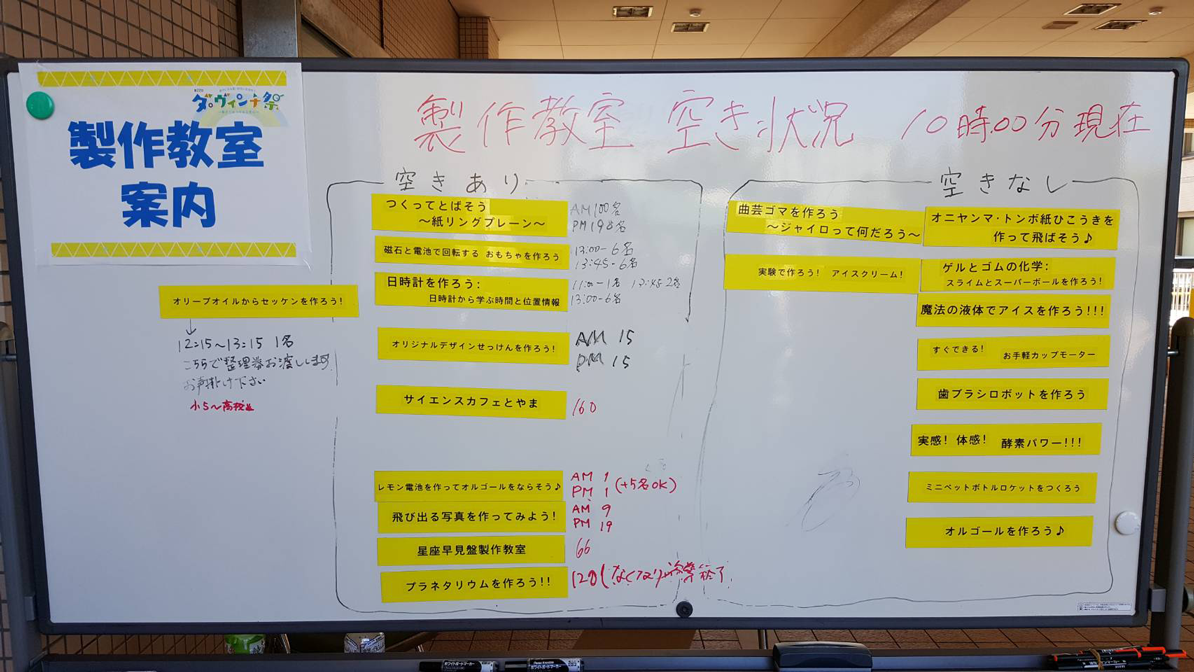 ダ・ヴィンチ祭
製作教室
案内
製作教室 空き状況 10時00分現在
空きあり
つくってとばそう
～紙リングプレーン～
AM 100名
PM 198名
磁石と電池で回転する おもちゃを作ろう
13:00-6名
13:45-6名
日時計を作ろう:
日時計から学ぶ時間と位置情報
11:00-1名 12:45 2名
13:00-6名
オリーブオイルからセッケンを作ろう!
12:15～13:15 1名
こちらで整理券お渡しします
お声掛け下さい
小5～高校生
オリジナルデザインせっけんを作ろう!
AM 15
PM 15
サイエンスカフェとやま
160
レモン電池を作ってオルゴールをならそう♪
AM 1
PM 1 (+5名OK)
飛び出る写真を作ってみよう!
AM 9
PM 19
星座早見盤製作教室
66
プラネタリウムを作ろう!!
120(なくなり次第終了)
空きなし
曲芸ゴマを作ろう
～ジャイロって何だろう～
実験で作ろう! アイスクリーム!
オニヤンマ・トンボ紙ひこうきを
作って飛ばそう♪
ゲルとゴムの化学:
スライムとスーパーボールを作ろう!
魔法の液体でアイスを作ろう!!!
すぐできる! お手軽カップモーター
歯ブラシロボットを作ろう
実感! 体感! 酵素パワー!!!
ミニペットボトルロケットをつくろう
オルゴールを作ろう♪